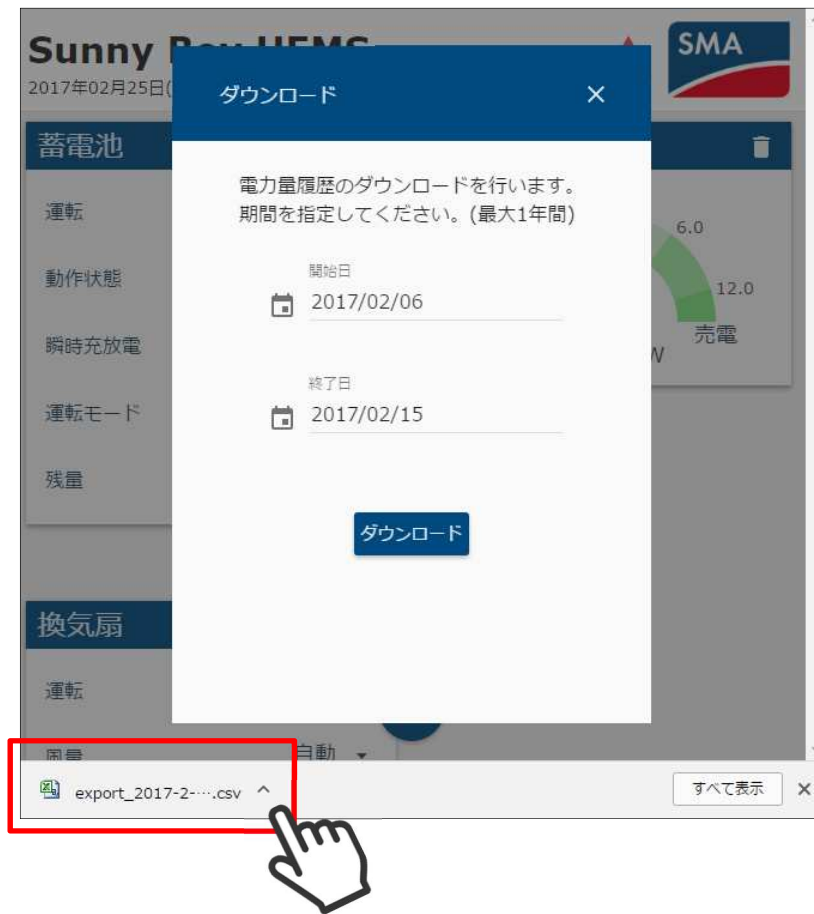 Sunny Boy HEMS
SMA
2017年02月25日(
ダウンロード
×
蓄電池
電力量履歴のダウンロードを行います。
期間を指定してください。(最大1年間)
運転
動作状態
瞬時充放電
運転モード
残量
開始日
2017/02/06
終了日
2017/02/15
ダウンロード
6.0
12.0
売電
W
換気扇
運転
風量
自動
export_2017-2-….csv
すべて表示
×